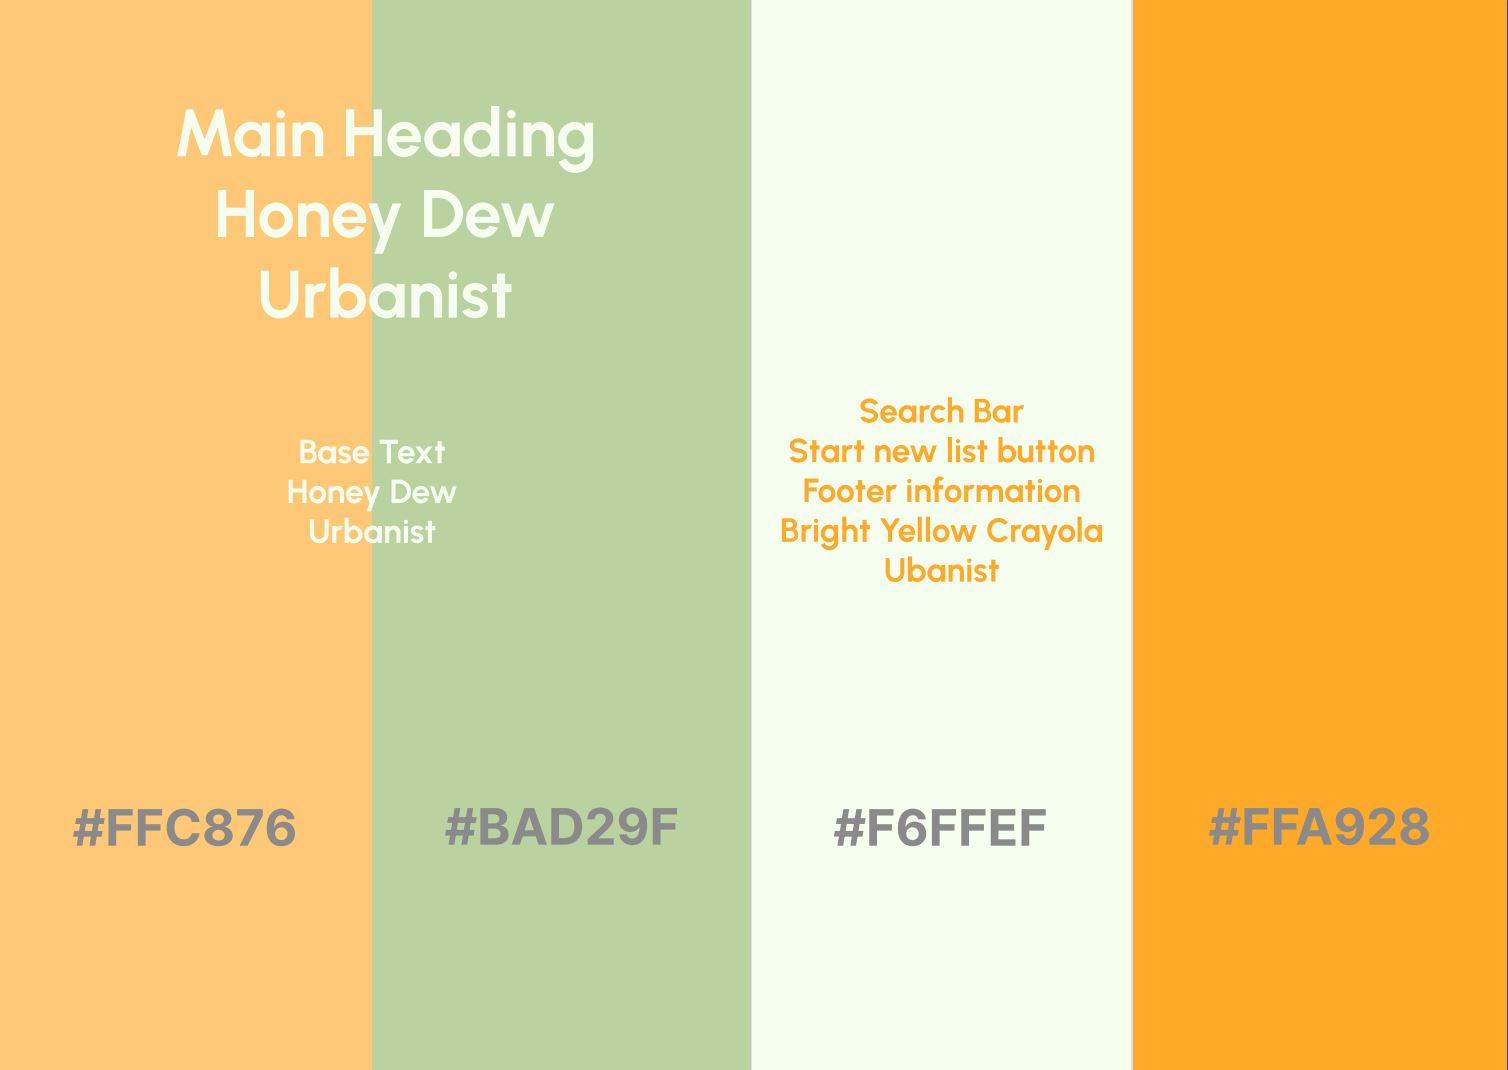 Main Heading
Honey Dew
Urbanist
Base Text
Honey Dew
Urbanist
Search Bar
Start new list button
Footer information
Bright Yellow Crayola
Ubanist
#FFC876
#BAD29F
#F6FFEF
#FFA928